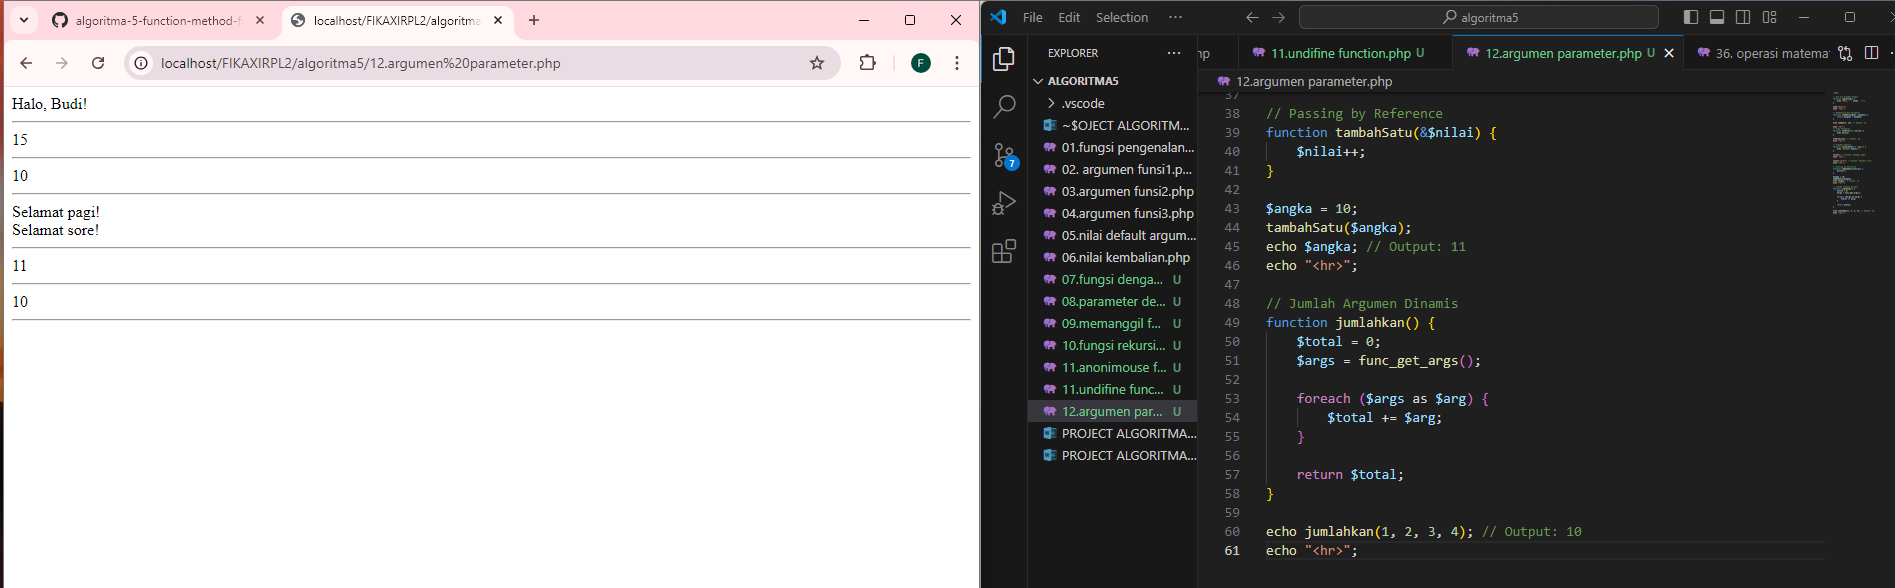 algoritma-5-function-method-f
localhost/FIKAXIRPL2/algoritma
localhost/FIKAXIRPL2/algoritma5/12.argumen%20parameter.php
F
Halo, Budi!
15
10
Selamat pagi!
Selamat sore!
11
10
File Edit Selection ···
algoritma5
EXPLORER ···
ALGORITMA5
.vscode
~$OJECT ALGORITM...
01.fungsi pengenalan...
02. argumen funsi1.p...
03.argumen funsi2.php
04.argumen funsi3.php
05.nilai default argum...
06.nilai kembalian.php
07.fungsi denga... U
08.parameter de... U
09.memanggil f... U
10.fungsi rekursi... U
11.anonimouse f... U
11.undifine func... U
12.argumen par... U
PROJECT ALGORITMA...
PROJECT ALGORITMA...
7
np
11.undifine function.php U
12.argumen parameter.php U
36. operasi matema
12.argumen parameter.php
37
38 // Passing by Reference
39 function tambahSatu(&$nilai) {
40 $nilai++;
41 }
42
43 $angka = 10;
44 tambahSatu($angka);
45 echo $angka; // Output: 11
46 echo "<hr>";
47
48 // Jumlah Argumen Dinamis
49 function jumlahkan() {
50 $total = 0;
51 $args = func_get_args();
52
53 foreach ($args as $arg) {
54 $total += $arg;
55 }
56
57 return $total;
58 }
59
60 echo jumlahkan(1, 2, 3, 4); // Output: 10
61 echo "<hr>";